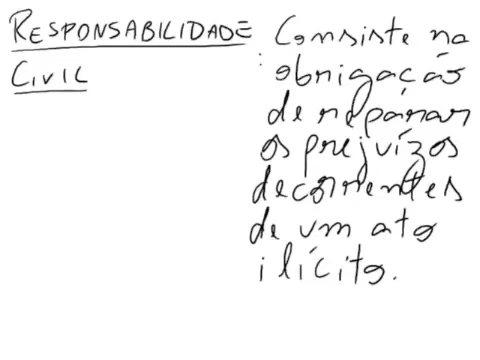 RESPONSABILIDADE
CIVIL
Consiste na
obrigação
de reparar
os prejuízos
decorrentes
de um ato
ilícito.